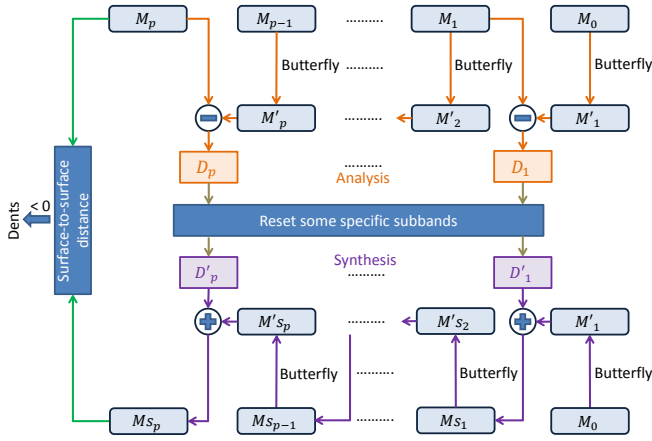 M_p M_{p−1} .......... M_1 M_0
Butterfly .......... Butterfly Butterfly
M'_p .......... M'_2 M'_1
D_p .......... D_1
Analysis
Surface-to-surface
distance
< 0
Dents
Reset some specific subbands
Synthesis
D'_p .......... D'_1
M's_p .......... M's_2 M'_1
Butterfly .......... Butterfly Butterfly
Ms_p Ms_{p−1} .......... Ms_1 M_0